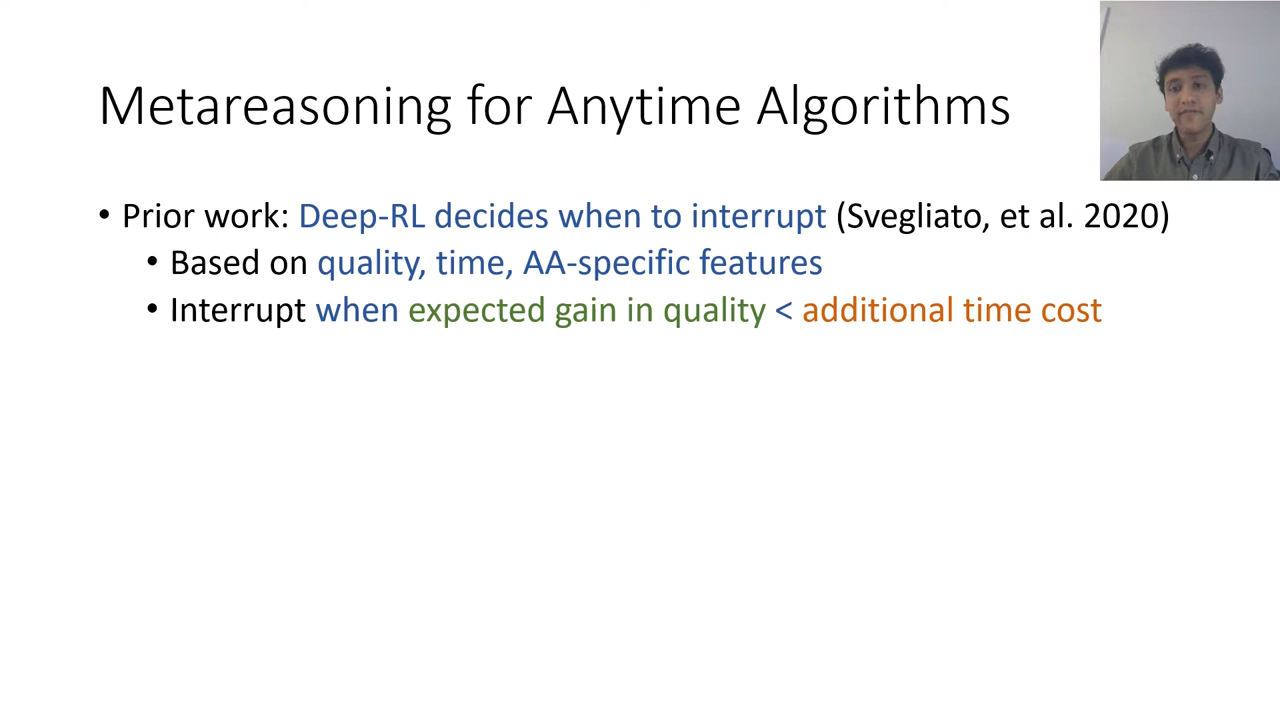 Metareasoning for Anytime Algorithms
• Prior work: Deep-RL decides when to interrupt (Svegliato, et al. 2020)
• Based on quality, time, AA-specific features
• Interrupt when expected gain in quality < additional time cost